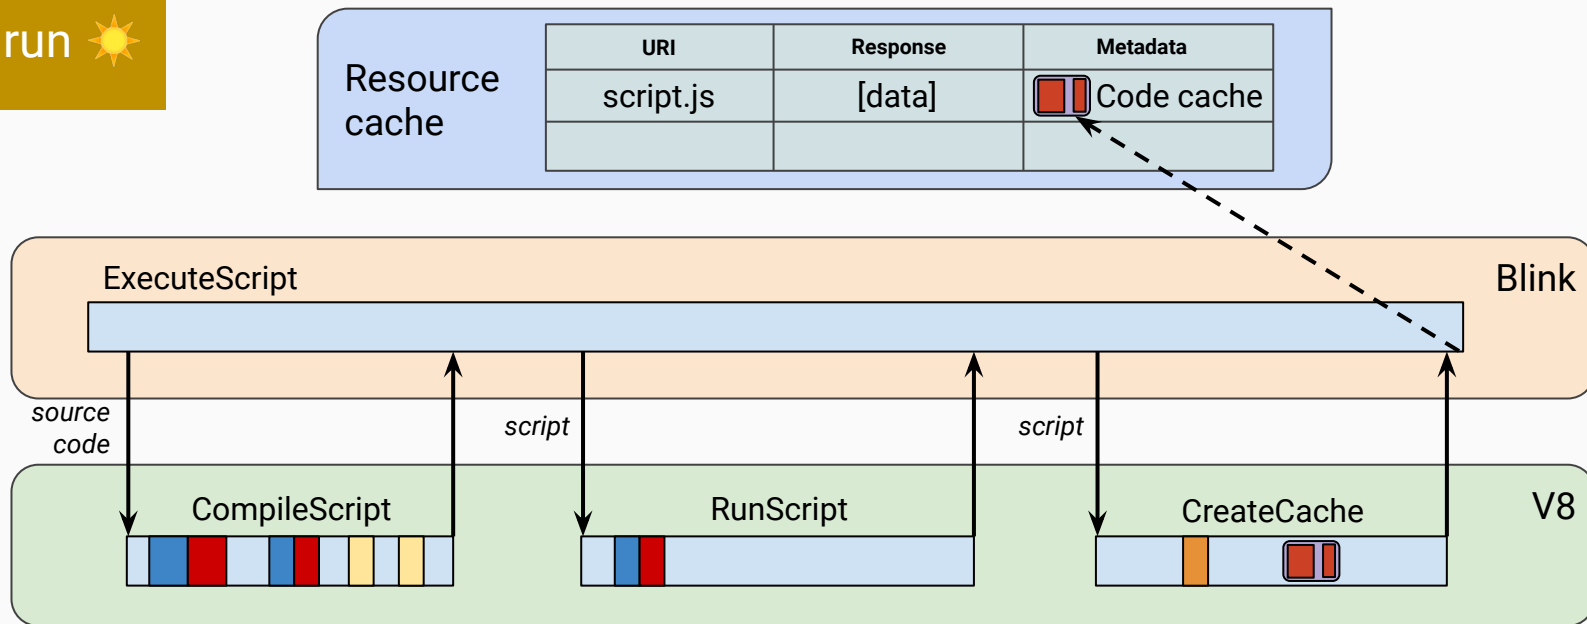 run
Resource
cache
URI Response Metadata
script.js [data] Code cache
Blink
ExecuteScript
source
code
script
script
V8
CompileScript
RunScript
CreateCache